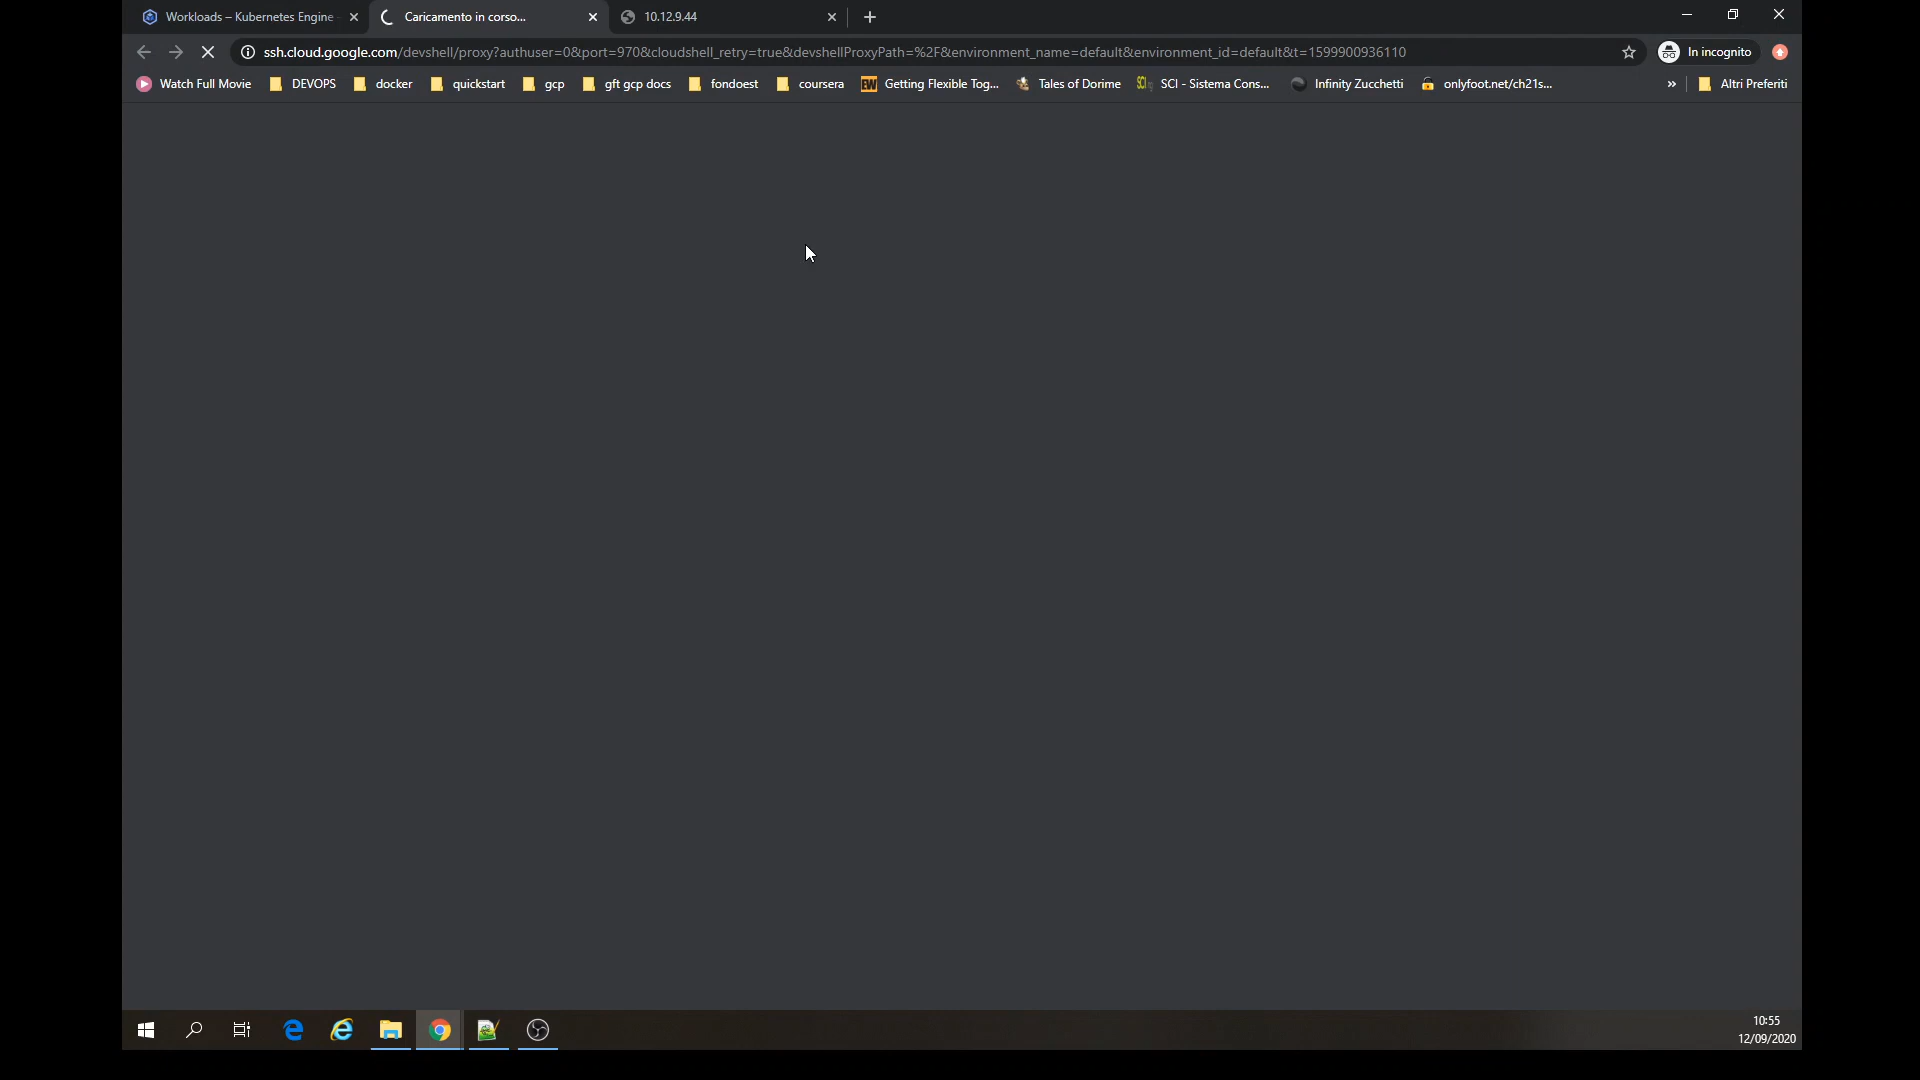 Workloads – Kubernetes Engine
Caricamento in corso...
10.12.9.44
ssh.cloud.google.com/devshell/proxy?authuser=0&port=970&cloudshell_retry=true&devshellProxyPath=%2F&environment_name=default&environment_id=default&t=1599900936110
In incognito
Watch Full Movie
DEVOPS
docker
quickstart
gcp
gft gcp docs
fondoest
coursera
Getting Flexible Tog...
Tales of Dorime
SCI - Sistema Cons...
Infinity Zucchetti
onlyfoot.net/ch21s...
»
Altri Preferiti
10:55
12/09/2020